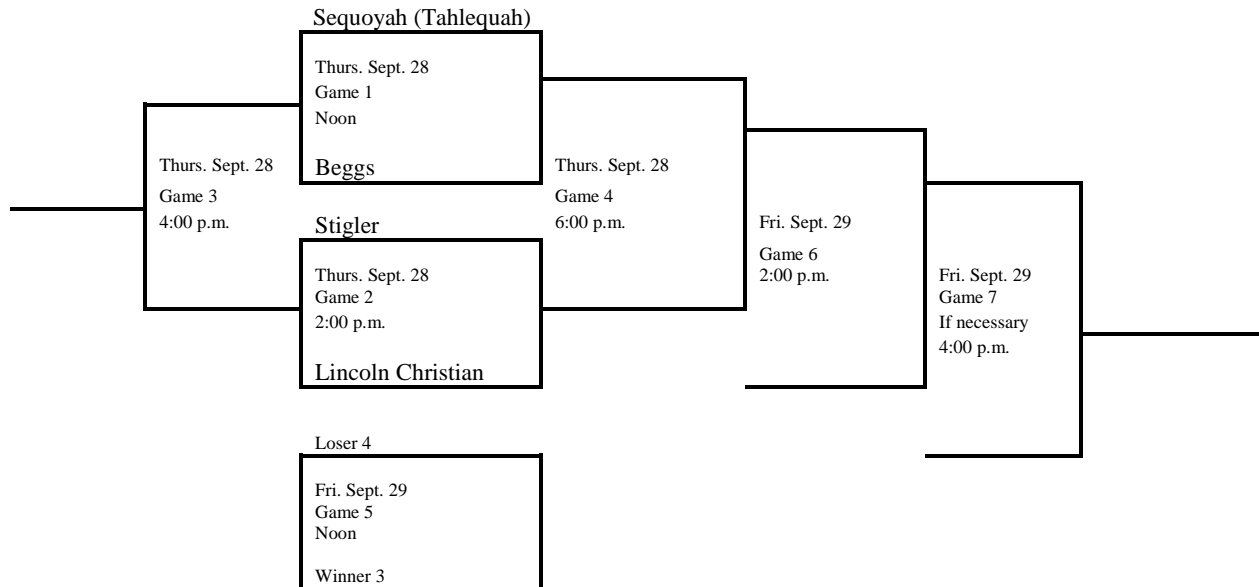 Sequoyah (Tahlequah)
Thurs. Sept. 28
Game 1
Noon
Beggs
Thurs. Sept. 28
Game 3
4:00 p.m.
Thurs. Sept. 28
Game 4
6:00 p.m.
Stigler
Thurs. Sept. 28
Game 2
2:00 p.m.
Lincoln Christian
Fri. Sept. 29
Game 6
2:00 p.m.
Fri. Sept. 29
Game 7
If necessary
4:00 p.m.
Loser 4
Fri. Sept. 29
Game 5
Noon
Winner 3